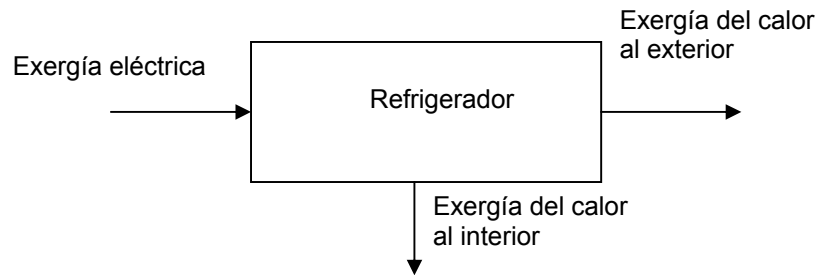 Exergía del calor
al exterior
Exergía eléctrica
Refrigerador
Exergía del calor
al interior